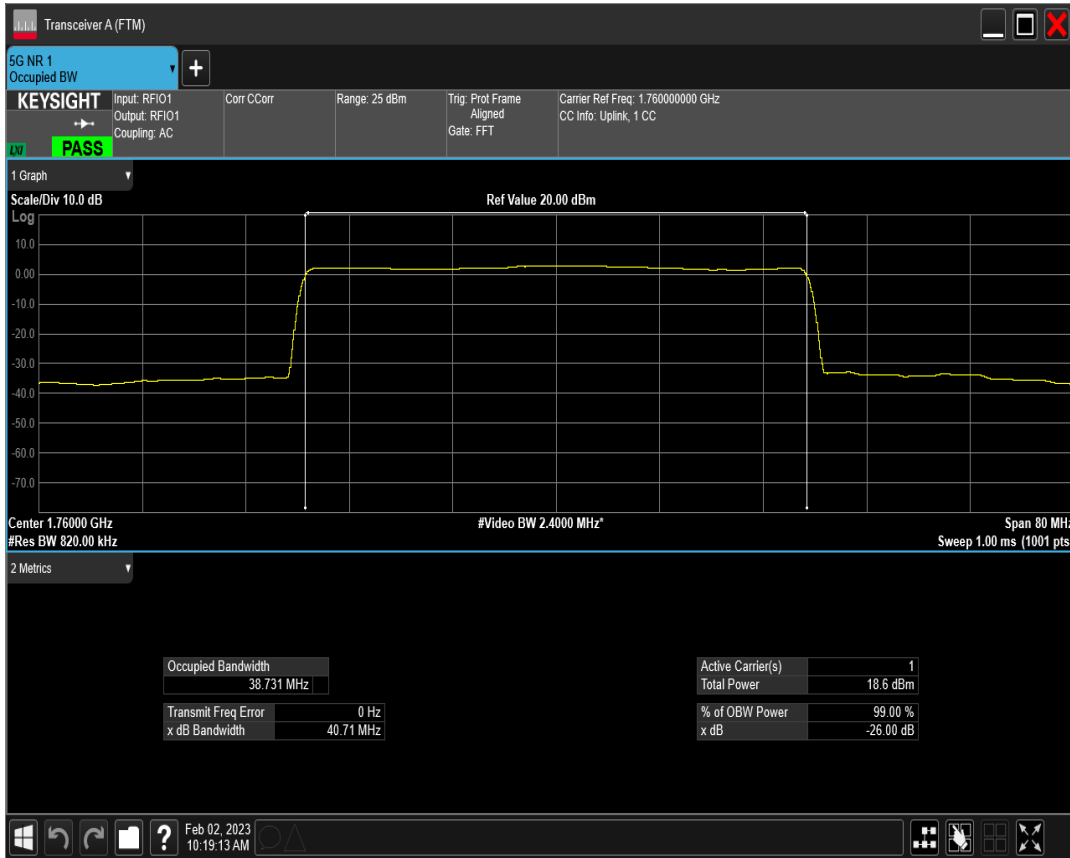 Transceiver A (FTM)
5G NR 1
Occupied BW
+
KEYSIGHT
LXI
PASS
Input: RFIO1
Output: RFIO1
Coupling: AC
Corr CCorr
Range: 25 dBm
Trig: Prot Frame
Aligned
Gate: FFT
Carrier Ref Freq: 1.760000000 GHz
CC Info: Uplink, 1 CC
1 Graph
Scale/Div 10.0 dB
Ref Value 20.00 dBm
Log
10.0
0.00
-10.0
-20.0
-30.0
-40.0
-50.0
-60.0
-70.0
Center 1.76000 GHz
#Video BW 2.4000 MHz*
Span 80 MHz
#Res BW 820.00 kHz
Sweep 1.00 ms (1001 pts
2 Metrics
Occupied Bandwidth
38.731 MHz
Transmit Freq Error 0 Hz
x dB Bandwidth 40.71 MHz
Active Carrier(s) 1
Total Power 18.6 dBm
% of OBW Power 99.00 %
x dB -26.00 dB
?
Feb 02, 2023
10:19:13 AM